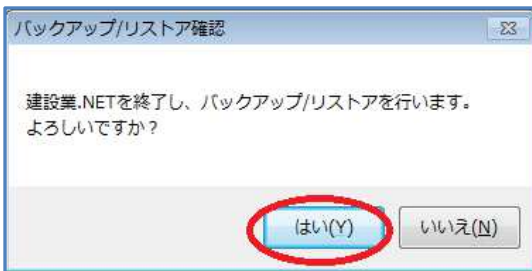 バックアップ/リストア確認
建設業.NETを終了し、バックアップ/リストアを行います。
よろしいですか？
はい(Y)
いいえ(N)